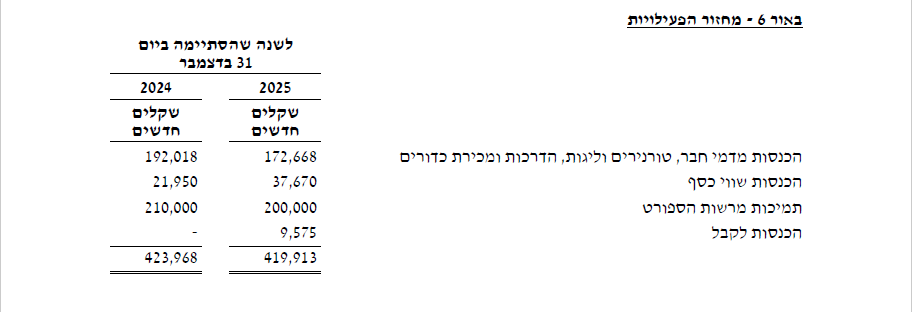 באור 6 - מחזור הפעילויות
לשנה שהסתיימה ביום
31 בדצמבר
2025 2024
שקלים שקלים
חדשים חדשים
הכנסות מדמי חבר, טורנירים וליגות, הדרכות ומכירת כדורים 172,668 192,018
הכנסות שווי כסף 37,670 21,950
תמיכות מרשות הספורט 200,000 210,000
הכנסות לקבל 9,575 -
419,913 423,968